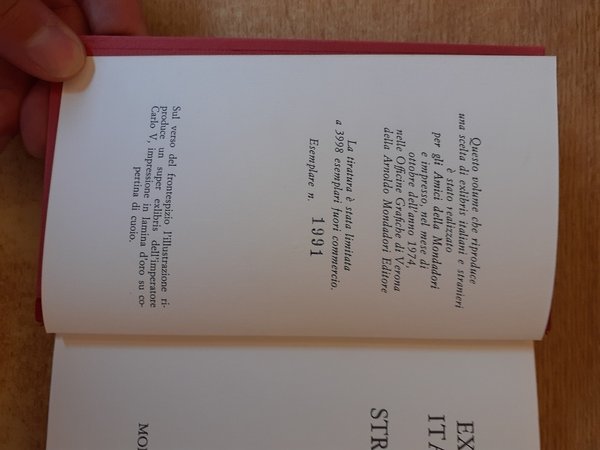 Questo volume che riproduce
una scelta di exlibris italiani e stranieri
è stato realizzato
per gli Amici della Mondadori
e impresso, nel mese di
ottobre dell'anno 1974,
nelle Officine Grafiche di Verona
della Arnoldo Mondadori Editore
La tiratura è stata limitata
a 3998 esemplari fuori commercio.
Esemplare n. 1991
Sul verso del frontespizio l'illustrazione ri-
produce un super exlibris dell'imperatore
Carlo V, impressione in lamina d'oro su co-
pertina di cuoio.
EX
ITA
STR
MO